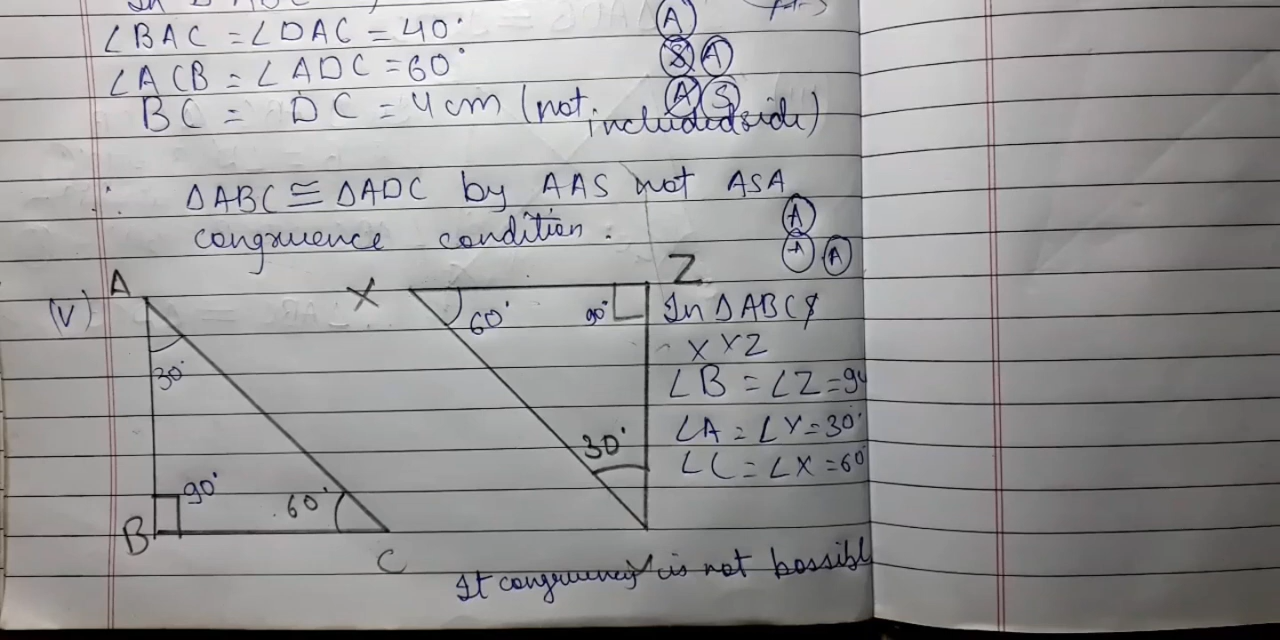 ∠BAC = ∠DAC = 40° Ⓐ
∠ACB = ∠ADC = 60° Ⓢ Ⓐ
BC = DC = 4cm (not included side) Ⓐ Ⓢ
∴ ΔABC ≅ ΔADC by AAS not ASA
congruence condition.
Ⓐ
Ⓐ Ⓐ
(v) A X Z
60° 90° In ΔABC &
XYZ
30° ∠B = ∠Z = 90
∠A = ∠Y = 30°
30°
∠C = ∠X = 60°
90° 60°
B C Y
It congruency is not possible